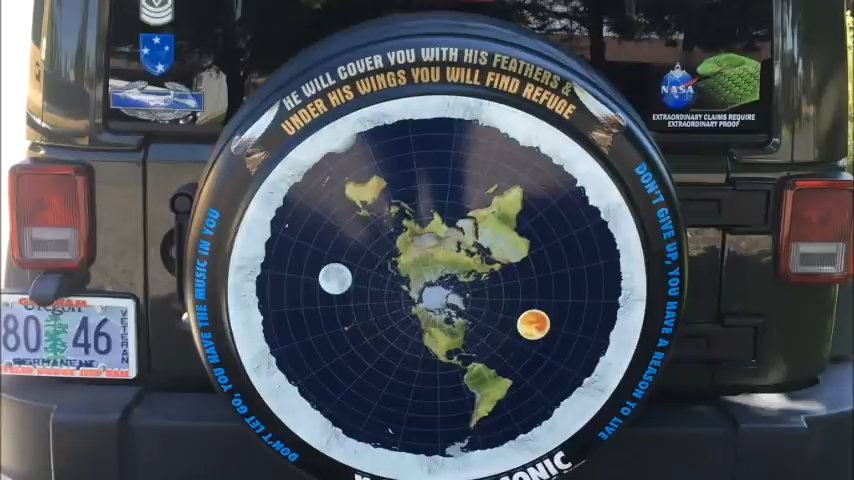 HE WILL COVER YOU WITH HIS FEATHERS &
UNDER HIS WINGS YOU WILL FIND REFUGE
NASA
EXTRAORDINARY CLAIMS REQUIRE
EXTRAORDINARY PROOF
DON'T LET GO, YOU HAVE THE MUSIC IN YOU
DON'T GIVE UP, YOU HAVE A REASON TO LIVE
Oregon
80 46
VETERAN
PERMANENT